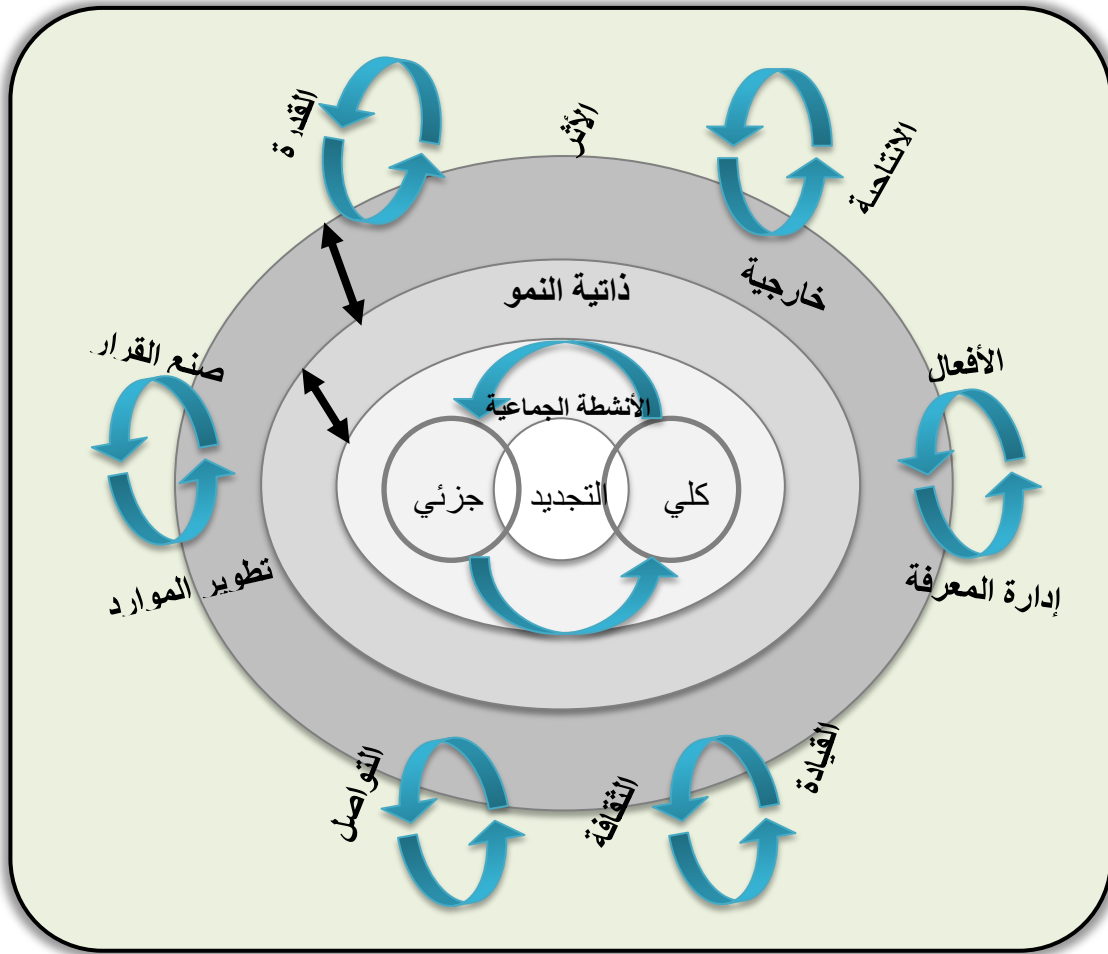 القدرة
الأثر
الانتاجية
خارجية
ذاتية النمو
صنع القرار
الأفعال
الأنشطة الجماعية
كلي
التجديد
جزئي
إدارة المعرفة
تطوير الموارد
القيادة
الثقافة
التواصل